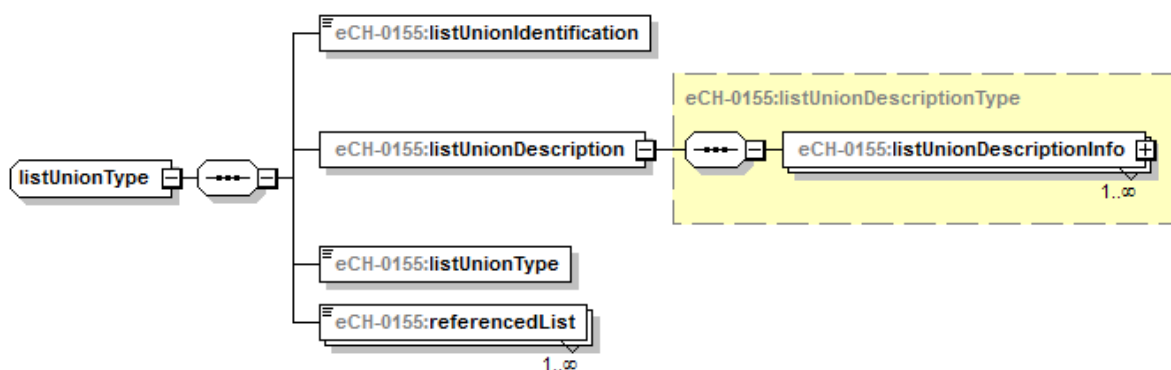 eCH-0155:listUnionIdentification
eCH-0155:listUnionDescriptionType
listUnionType
eCH-0155:listUnionDescription
eCH-0155:listUnionDescriptionInfo
1..∞
eCH-0155:listUnionType
eCH-0155:referencedList
1..∞